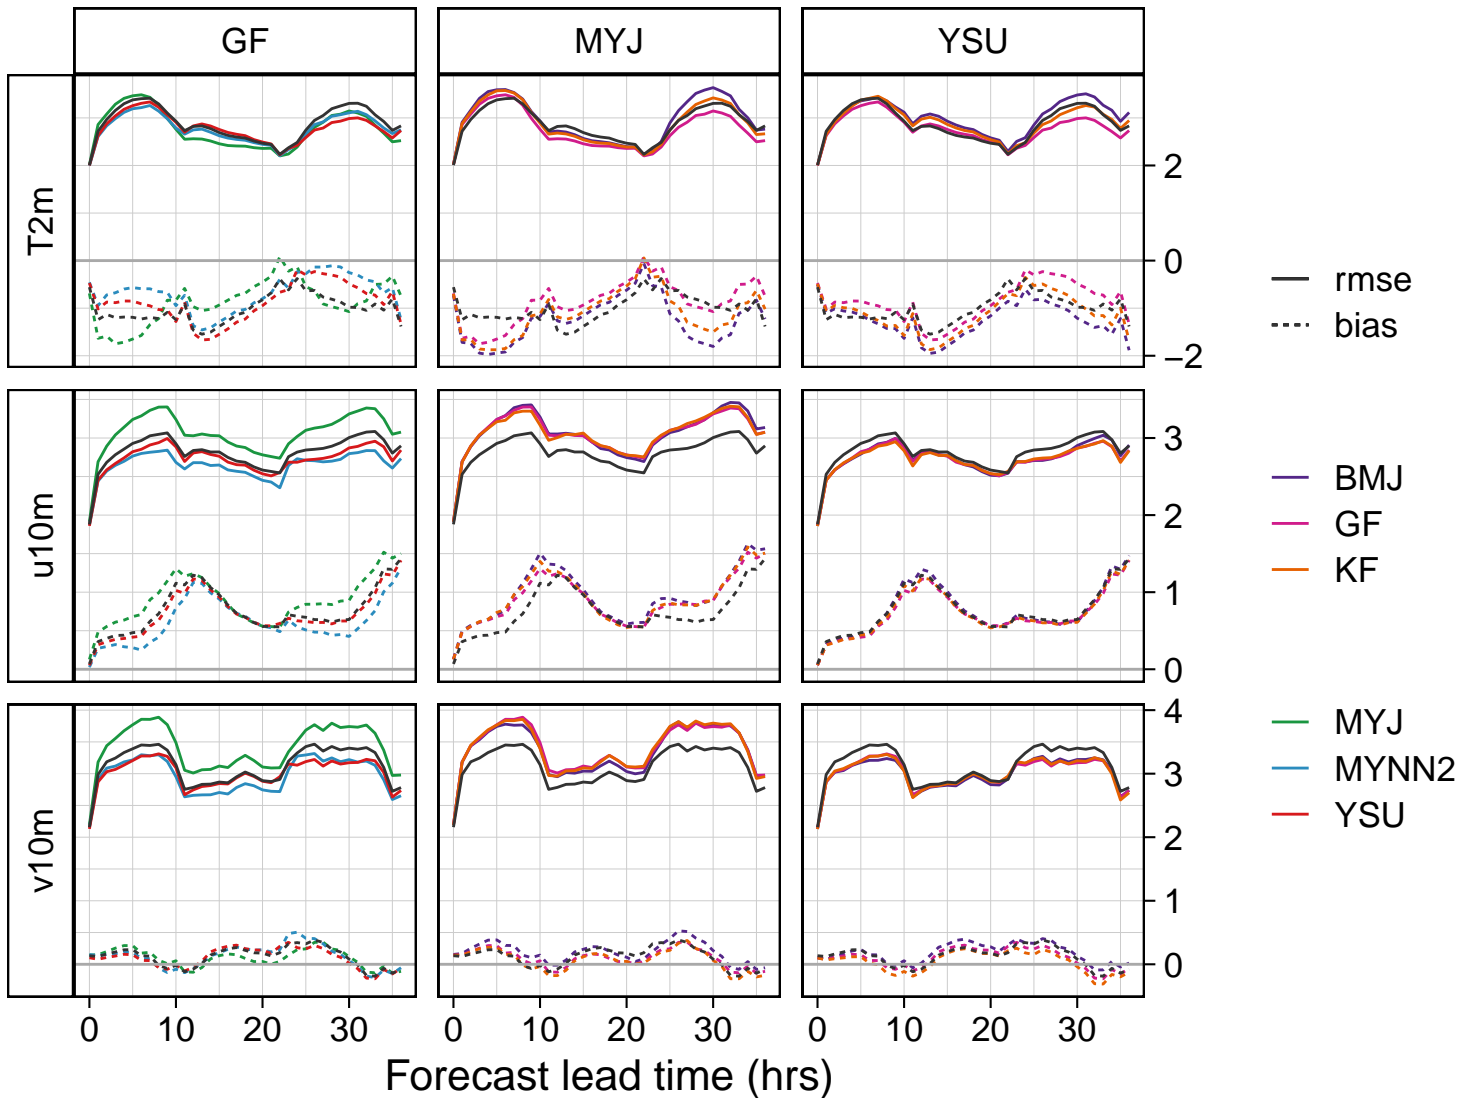 GF MYJ YSU
T2m
2
0
−2
rmse
bias
u10m
3
2
1
0
BMJ
GF
KF
v10m
4
3
2
1
0
MYJ
MYNN2
YSU
0 10 20 30 0 10 20 30 0 10 20 30
Forecast lead time (hrs)